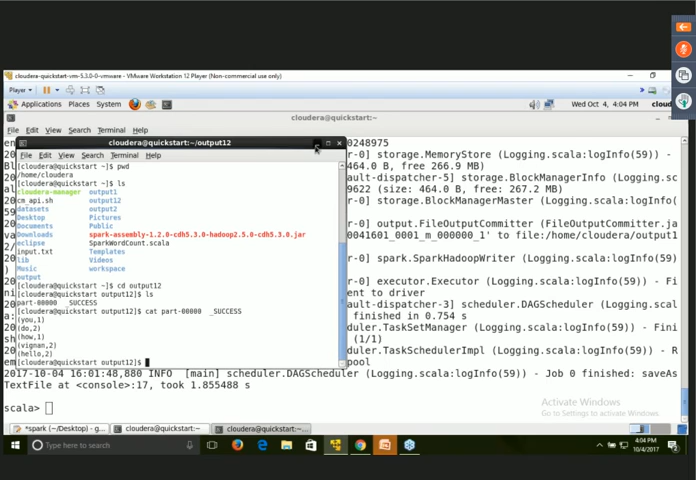 cloudera-quickstart-vm-5.3.0-0-vmware - VMware Workstation 12 Player (Non-commercial use only)
Player
Applications Places System
Wed Oct 4, 4:04 PM cloud
cloudera@quickstart:~
File Edit View Search Terminal Help
cloudera@quickstart:~/output12
File Edit View Search Terminal Help
[cloudera@quickstart ~]$ pwd
/home/cloudera
[cloudera@quickstart ~]$ ls
cloudera-manager output1
cm_api.sh output12
datasets output2
Desktop Pictures
Documents Public
Downloads spark-assembly-1.2.0-cdh5.3.0-hadoop2.5.0-cdh5.3.0.jar
eclipse SparkWordCount.scala
input.txt Templates
lib Videos
Music workspace
output
[cloudera@quickstart ~]$ cd output12
[cloudera@quickstart output12]$ ls
part-00000 _SUCCESS
[cloudera@quickstart output12]$ cat part-00000 _SUCCESS
(you,1)
(do,2)
(how,1)
(vignan,2)
(hello,2)
[cloudera@quickstart output12]$
0248975
r-0] storage.MemoryStore (Logging.scala:logInfo(59)) -
free 266.9 MB)
ault-dispatcher-5] storage.BlockManagerInfo (Logging.sc
9622 (size: 464.0 B, free: 267.2 MB)
r-0] storage.BlockManagerMaster (Logging.scala:logInfo(
r-0] output.FileOutputCommitter (FileOutputCommitter.ja
041601_0001_m_000000_1' to file:/home/cloudera/output1
r-0] spark.SparkHadoopWriter (Logging.scala:logInfo(59)
r-0] executor.Executor (Logging.scala:logInfo(59)) - Fi
ent to driver
ault-dispatcher-3] scheduler.DAGScheduler (Logging.scal
finished in 0.754 s
duler.TaskSetManager (Logging.scala:logInfo(59)) - Fini
(1/1)
duler.TaskSchedulerImpl (Logging.scala:logInfo(59)) - R
pool
2017-10-04 16:01:48,880 INFO [main] scheduler.DAGScheduler (Logging.scala:logInfo(59)) - Job 0 finished: saveAs
TextFile at <console>:17, took 1.855488 s
scala>
Activate Windows
Go to Settings to activate Windows.
*spark (~/Desktop) - g... cloudera@quickstart:~ cloudera@quickstart:~...
Type here to search
4:04 PM
10/4/2017